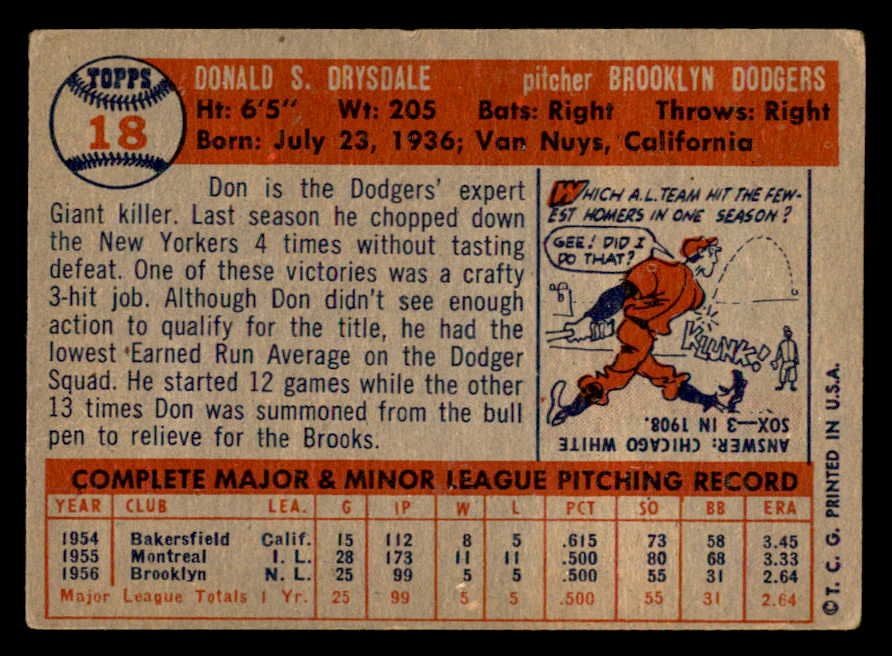 TOPPS
18
DONALD S. DRYSDALE pitcher BROOKLYN DODGERS
Ht: 6'5" Wt: 205 Bats: Right Throws: Right
Born: July 23, 1936; Van Nuys, California
Don is the Dodgers' expert
Giant killer. Last season he chopped down
the New Yorkers 4 times without tasting
defeat. One of these victories was a crafty
3-hit job. Although Don didn't see enough
action to qualify for the title, he had the
lowest Earned Run Average on the Dodger
Squad. He started 12 games while the other
13 times Don was summoned from the bull
pen to relieve for the Brooks.
WHICH A.L. TEAM HIT THE FEW-
EST HOMERS IN ONE SEASON?
GEE! DID I
DO THAT?
KLUNK!
ANSWER: CHICAGO WHITE
SOX—3 IN 1908.
COMPLETE MAJOR & MINOR LEAGUE PITCHING RECORD
YEAR CLUB LEA. G IP W L PCT SO BB ERA
1954 Bakersfield Calif. 15 112 8 5 .615 73 58 3.45
1955 Montreal I. L. 28 173 11 11 .500 80 68 3.33
1956 Brooklyn N. L. 25 99 5 5 .500 55 31 2.64
Major League Totals 1 Yr. 25 99 5 5 .500 55 31 2.64
© T. C. G. PRINTED IN U.S.A.